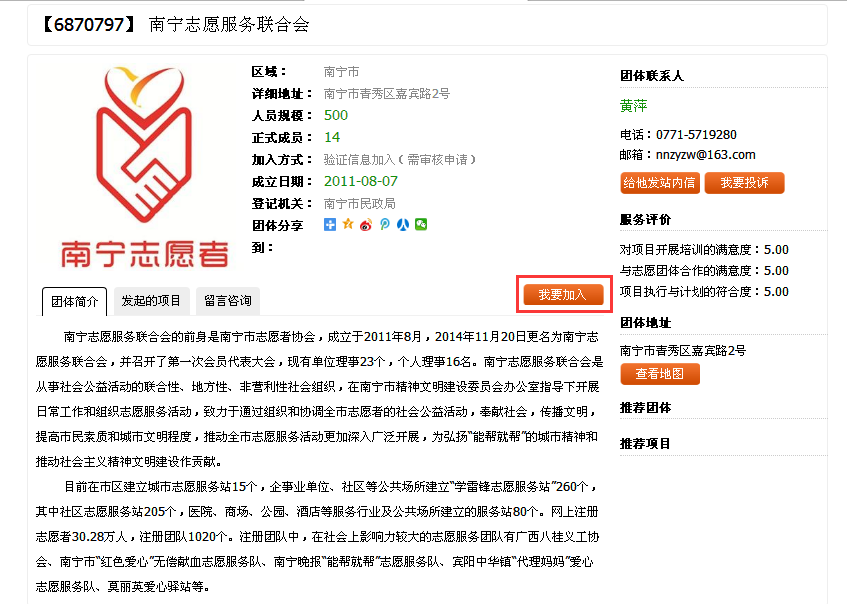 【6870797】 南宁志愿服务联合会
南宁志愿者
区域： 南宁市
详细地址： 南宁市青秀区嘉宾路2号
人员规模： 500
正式成员： 14
加入方式： 验证信息加入（需审核申请）
成立日期： 2011-08-07
登记机关： 南宁市民政局
团体分享
到：
团体简介 发起的项目 留言咨询 我要加入
南宁志愿服务联合会的前身是南宁市志愿者协会，成立于2011年8月，2014年11月20日更名为南宁志
愿服务联合会，并召开了第一次会员代表大会，现有单位理事23个，个人理事16名。南宁志愿服务联合会是
从事社会公益活动的联合性、地方性、非营利性社会组织，在南宁市精神文明建设委员会办公室指导下开展
日常工作和组织志愿服务活动，致力于通过组织和协调全市志愿者的社会公益活动，奉献社会，传播文明，
提高市民素质和城市文明程度，推动全市志愿服务活动更加深入广泛开展，为弘扬“能帮就帮”的城市精神和
推动社会主义精神文明建设作贡献。
目前在市区建立城市志愿服务站15个，企事业单位、社区等公共场所建立“学雷锋志愿服务站”260个，
其中社区志愿服务站205个，医院、商场、公园、酒店等服务行业及公共场所建立的服务站80个。网上注册
志愿者30.28万人，注册团队1020个。注册团队中，在社会上影响力较大的志愿服务团队有广西八桂义工协
会、南宁市“红色爱心”无偿献血志愿服务队、南宁晚报“能帮就帮”志愿服务队、宾阳中华镇“代理妈妈”爱心
志愿服务队、莫丽英爱心驿站等。
团体联系人
黄萍
电话：0771-5719280
邮箱：nnzyzw@163.com
给他发站内信 我要投诉
服务评价
对项目开展培训的满意度：5.00
与志愿团体合作的满意度：5.00
项目执行与计划的符合度：5.00
团体地址
南宁市青秀区嘉宾路2号
查看地图
推荐团体
推荐项目